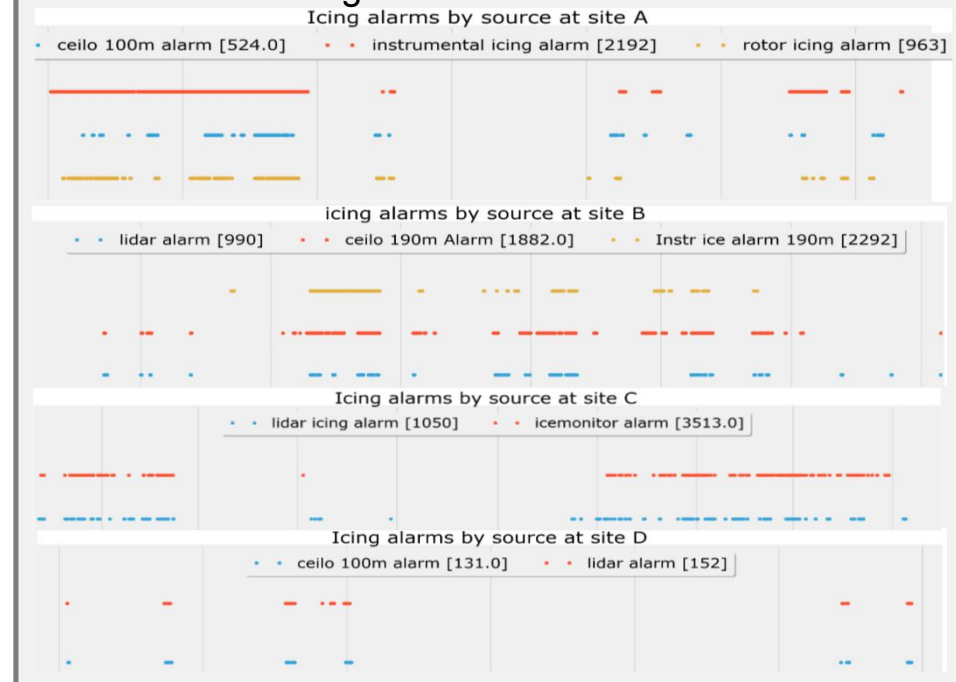 Icing alarms by source at site A
ceilo 100m alarm [524.0] instrumental icing alarm [2192] rotor icing alarm [963]
icing alarms by source at site B
lidar alarm [990] ceilo 190m Alarm [1882.0] Instr ice alarm 190m [2292]
Icing alarms by source at site C
lidar icing alarm [1050] icemonitor alarm [3513.0]
Icing alarms by source at site D
ceilo 100m alarm [131.0] lidar alarm [152]